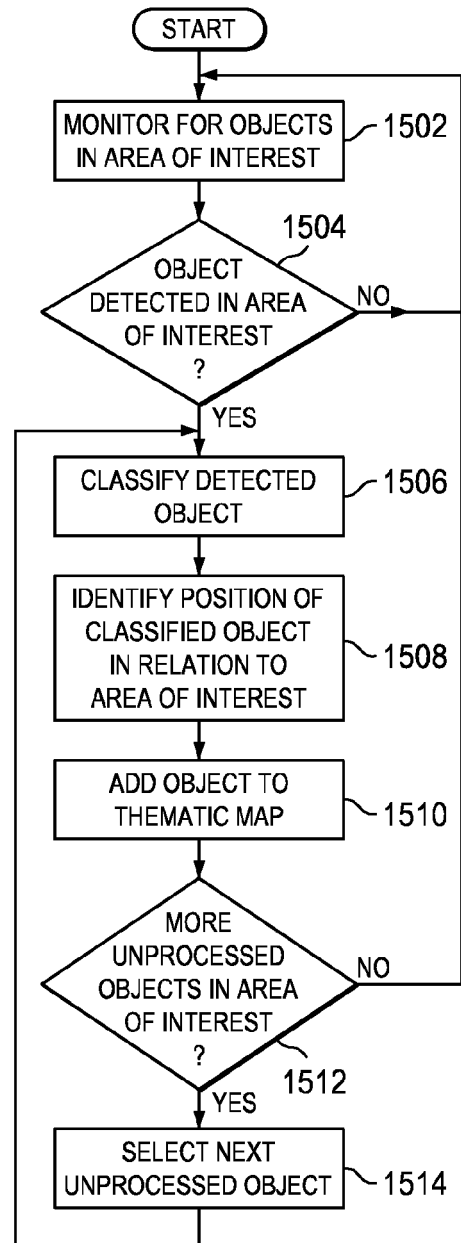 START
MONITOR FOR OBJECTS
IN AREA OF INTEREST
1502
1504
OBJECT
DETECTED IN AREA
OF INTEREST
?
NO
YES
CLASSIFY DETECTED
OBJECT
1506
IDENTIFY POSITION OF
CLASSIFIED OBJECT
IN RELATION TO
AREA OF INTEREST
1508
ADD OBJECT TO
THEMATIC MAP
1510
MORE
UNPROCESSED
OBJECTS IN AREA
OF INTEREST
?
NO
1512
YES
SELECT NEXT
UNPROCESSED OBJECT
1514